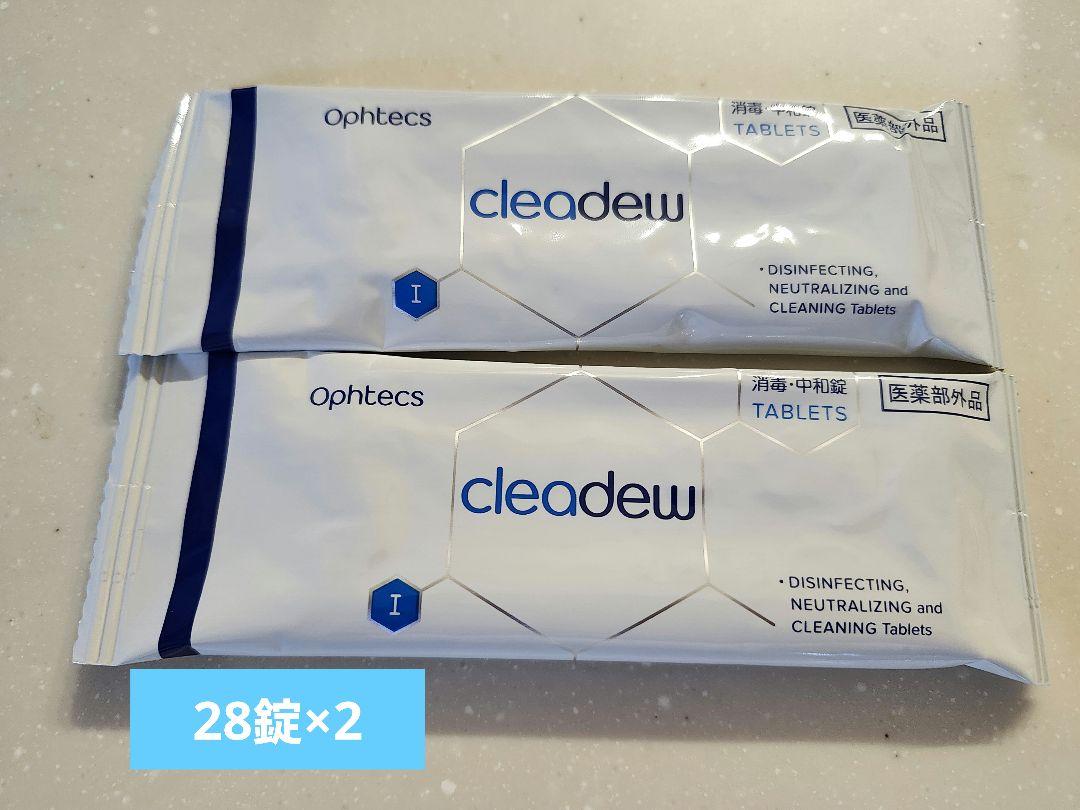 Ophtecs
消毒・中和錠
TABLETS
医薬部外品
cleadew
I
・DISINFECTING,
NEUTRALIZING and
CLEANING Tablets
Ophtecs
消毒・中和錠
TABLETS
医薬部外品
cleadew
I
・DISINFECTING,
NEUTRALIZING and
CLEANING Tablets
28錠×2